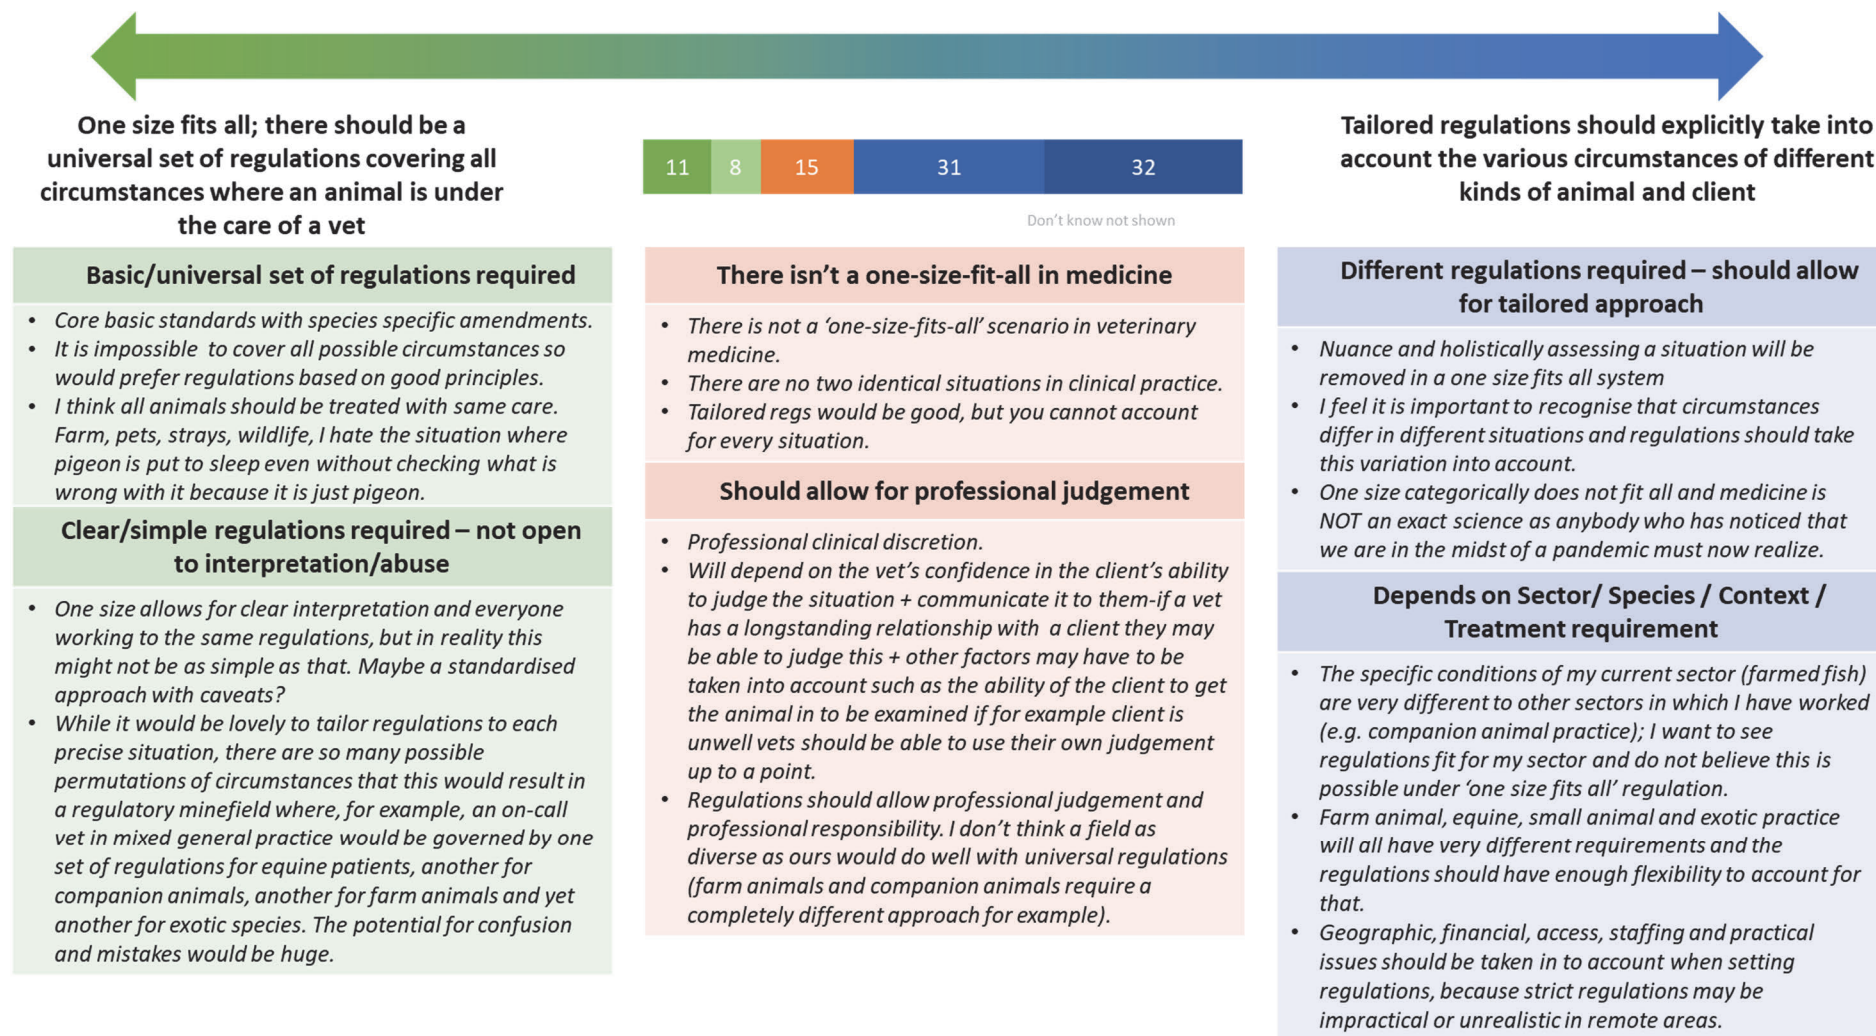 One size fits all; there should be a
universal set of regulations covering all
circumstances where an animal is under
the care of a vet
11 8 15 31 32
Don't know not shown
Tailored regulations should explicitly take into
account the various circumstances of different
kinds of animal and client
Basic/universal set of regulations required
• Core basic standards with species specific amendments.
• It is impossible to cover all possible circumstances so
would prefer regulations based on good principles.
• I think all animals should be treated with same care.
Farm, pets, strays, wildlife, I hate the situation where
pigeon is put to sleep even without checking what is
wrong with it because it is just pigeon.
Clear/simple regulations required – not open
to interpretation/abuse
• One size allows for clear interpretation and everyone
working to the same regulations, but in reality this
might not be as simple as that. Maybe a standardised
approach with caveats?
• While it would be lovely to tailor regulations to each
precise situation, there are so many possible
permutations of circumstances that this would result in
a regulatory minefield where, for example, an on-call
vet in mixed general practice would be governed by one
set of regulations for equine patients, another for
companion animals, another for farm animals and yet
another for exotic species. The potential for confusion
and mistakes would be huge.
There isn't a one-size-fit-all in medicine
• There is not a 'one-size-fits-all' scenario in veterinary
medicine.
• There are no two identical situations in clinical practice.
• Tailored regs would be good, but you cannot account
for every situation.
Should allow for professional judgement
• Professional clinical discretion.
• Will depend on the vet's confidence in the client's ability
to judge the situation + communicate it to them-if a vet
has a longstanding relationship with a client they may
be able to judge this + other factors may have to be
taken into account such as the ability of the client to get
the animal in to be examined if for example client is
unwell vets should be able to use their own judgement
up to a point.
• Regulations should allow professional judgement and
professional responsibility. I don't think a field as
diverse as ours would do well with universal regulations
(farm animals and companion animals require a
completely different approach for example).
Different regulations required – should allow
for tailored approach
• Nuance and holistically assessing a situation will be
removed in a one size fits all system
• I feel it is important to recognise that circumstances
differ in different situations and regulations should take
this variation into account.
• One size categorically does not fit all and medicine is
NOT an exact science as anybody who has noticed that
we are in the midst of a pandemic must now realize.
Depends on Sector/ Species / Context /
Treatment requirement
• The specific conditions of my current sector (farmed fish)
are very different to other sectors in which I have worked
(e.g. companion animal practice); I want to see
regulations fit for my sector and do not believe this is
possible under 'one size fits all' regulation.
• Farm animal, equine, small animal and exotic practice
will all have very different requirements and the
regulations should have enough flexibility to account for
that.
• Geographic, financial, access, staffing and practical
issues should be taken in to account when setting
regulations, because strict regulations may be
impractical or unrealistic in remote areas.